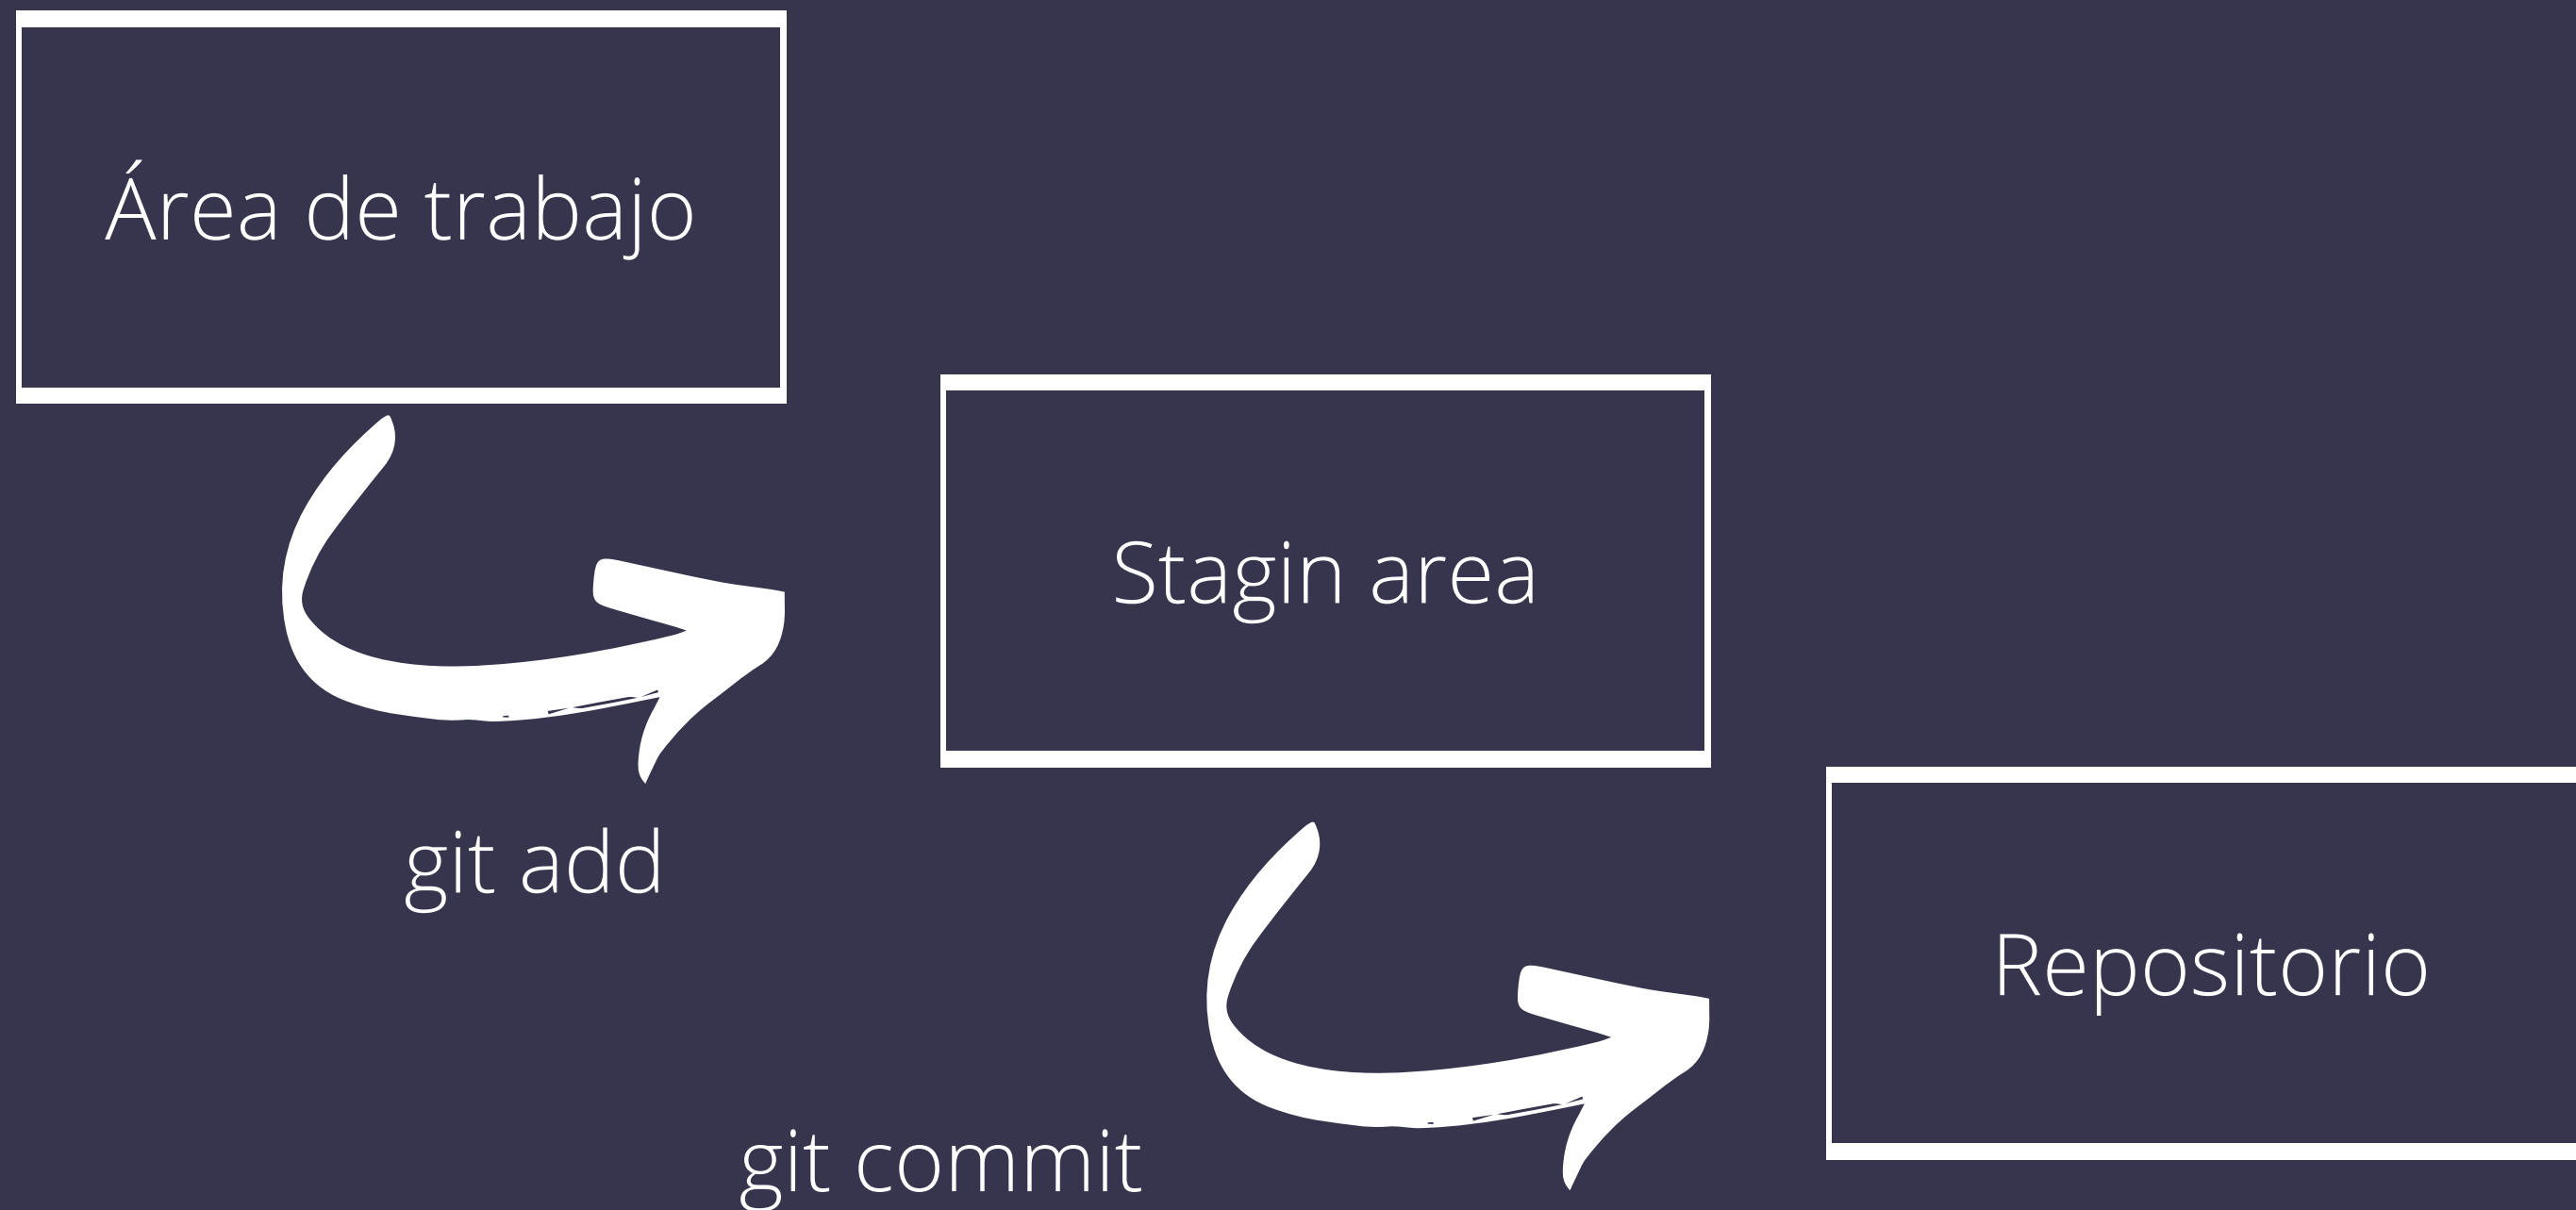 Área de trabajo
Stagin area
git add
Repositorio
git commit